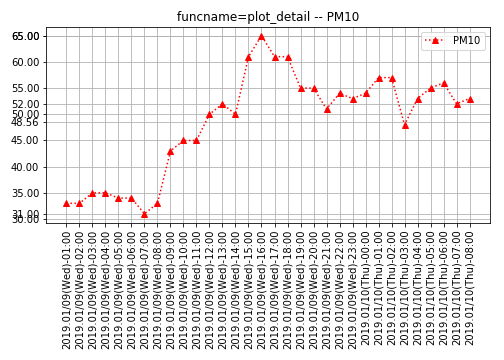 funcname=plot_detail -- PM10
PM10
65.00
60.00
55.00
52.00
50.00
48.56
45.00
40.00
35.00
31.00
30.00
2019.01/09(Wed)-01:00
2019.01/09(Wed)-02:00
2019.01/09(Wed)-03:00
2019.01/09(Wed)-04:00
2019.01/09(Wed)-05:00
2019.01/09(Wed)-06:00
2019.01/09(Wed)-07:00
2019.01/09(Wed)-08:00
2019.01/09(Wed)-09:00
2019.01/09(Wed)-10:00
2019.01/09(Wed)-11:00
2019.01/09(Wed)-12:00
2019.01/09(Wed)-13:00
2019.01/09(Wed)-14:00
2019.01/09(Wed)-15:00
2019.01/09(Wed)-16:00
2019.01/09(Wed)-17:00
2019.01/09(Wed)-18:00
2019.01/09(Wed)-19:00
2019.01/09(Wed)-20:00
2019.01/09(Wed)-21:00
2019.01/09(Wed)-22:00
2019.01/09(Wed)-23:00
2019.01/10(Thu)-00:00
2019.01/10(Thu)-01:00
2019.01/10(Thu)-02:00
2019.01/10(Thu)-03:00
2019.01/10(Thu)-04:00
2019.01/10(Thu)-05:00
2019.01/10(Thu)-06:00
2019.01/10(Thu)-07:00
2019.01/10(Thu)-08:00